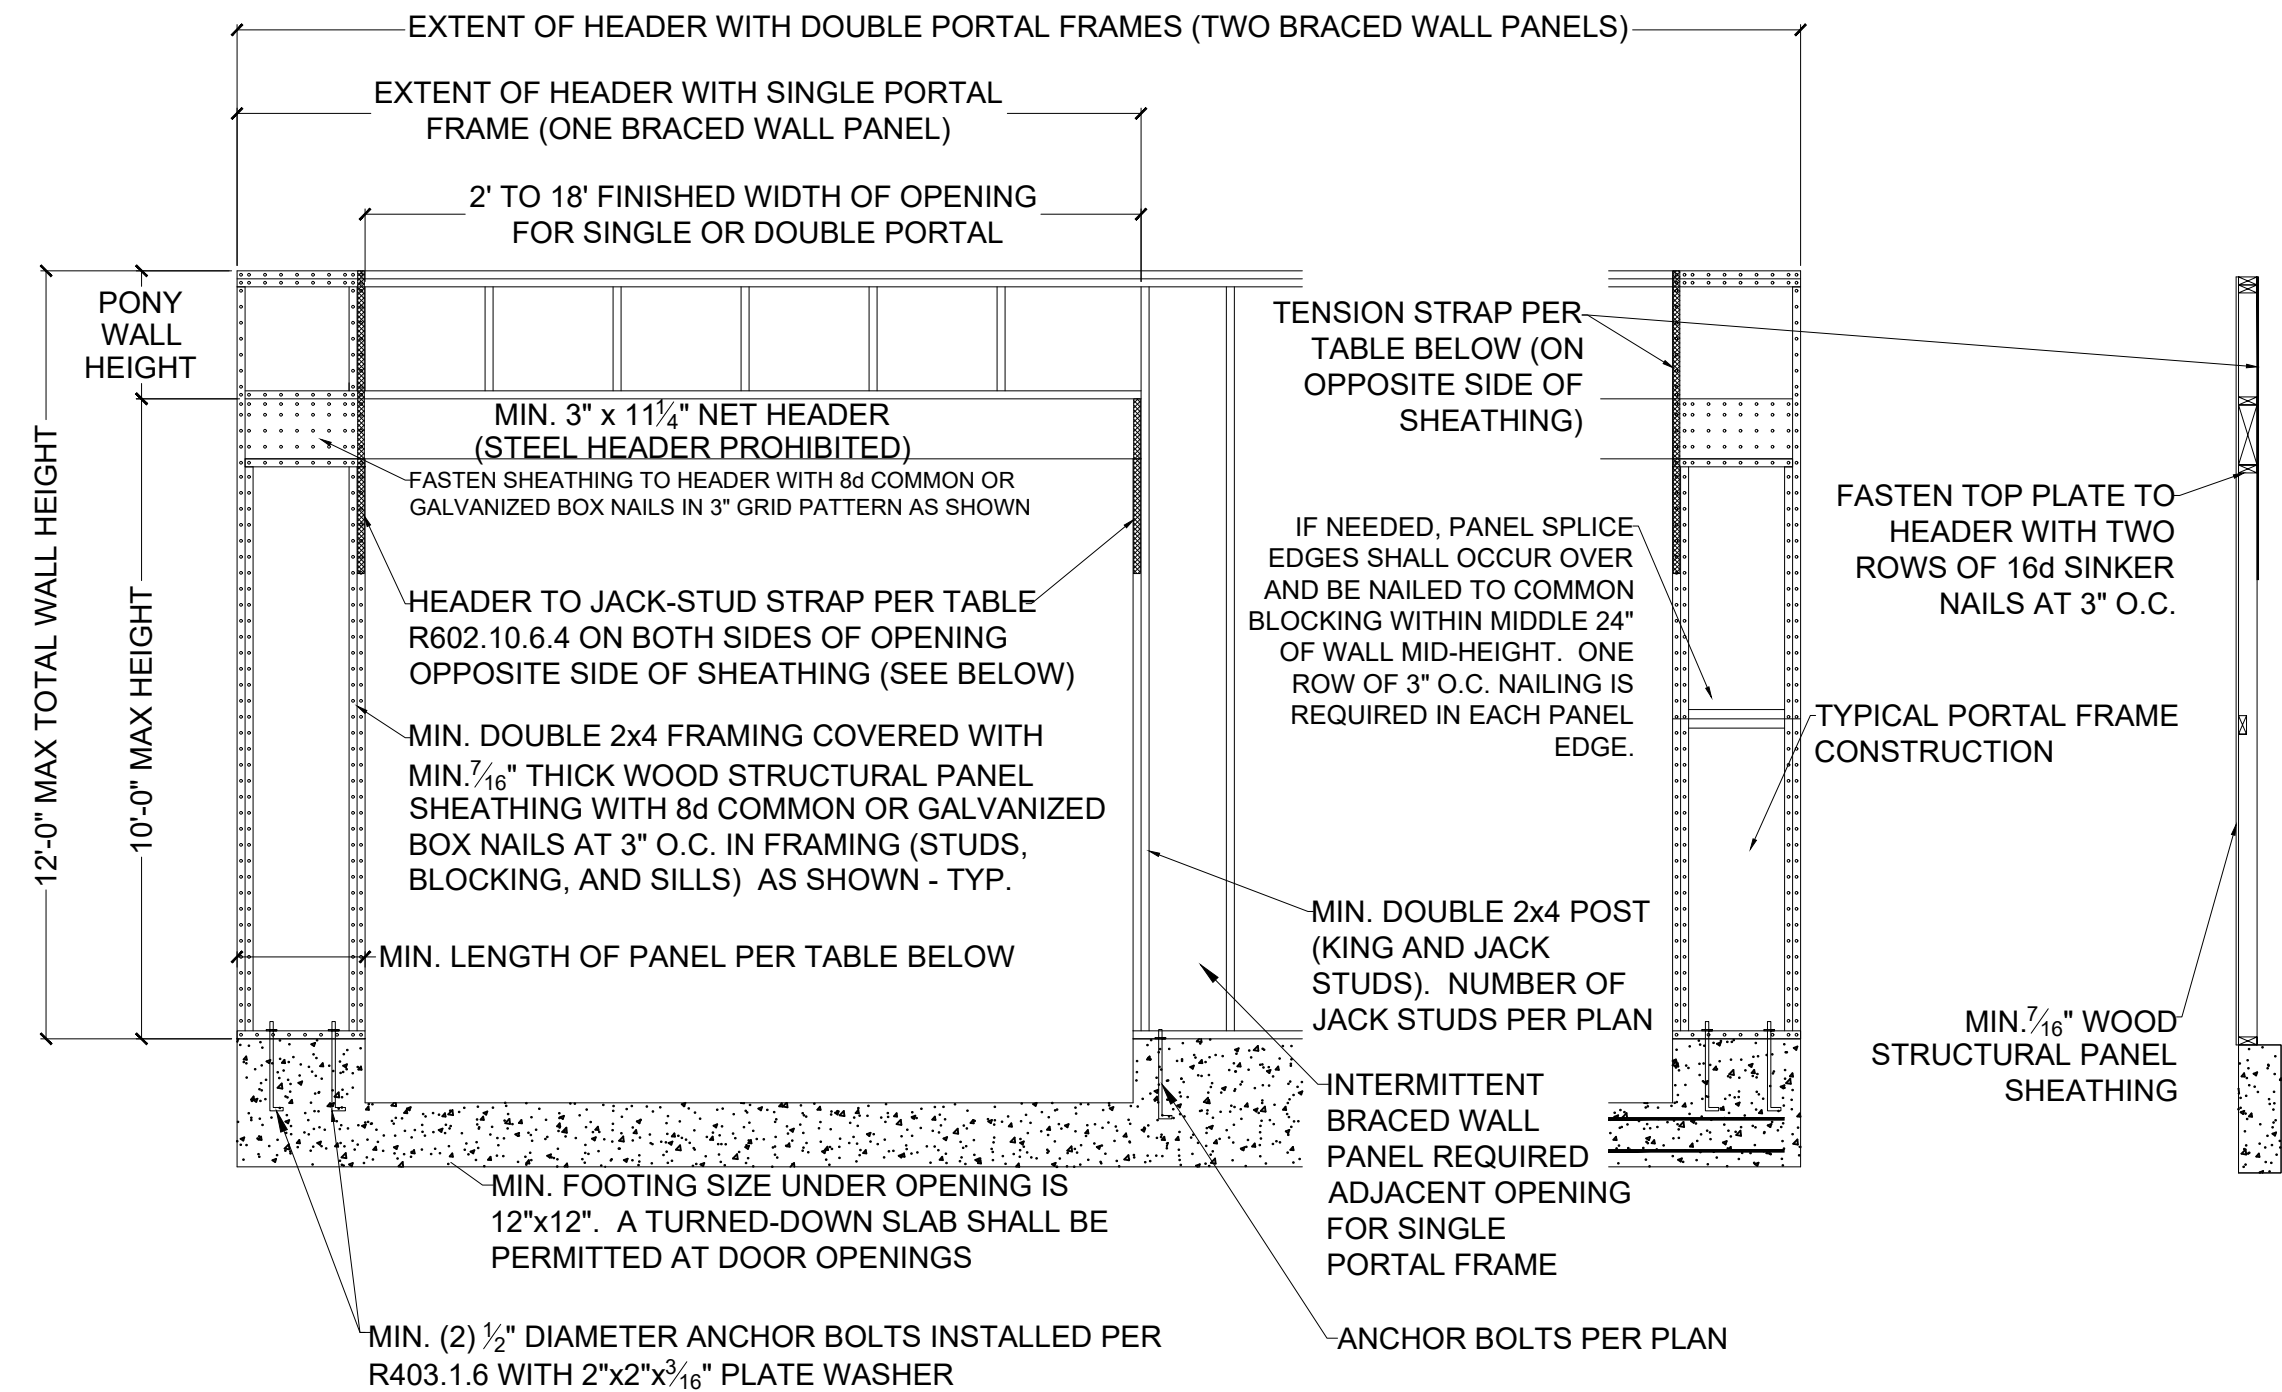 EXTENT OF HEADER WITH DOUBLE PORTAL FRAMES (TWO BRACED WALL PANELS)
EXTENT OF HEADER WITH SINGLE PORTAL
FRAME (ONE BRACED WALL PANEL)
2' TO 18' FINISHED WIDTH OF OPENING
FOR SINGLE OR DOUBLE PORTAL
PONY
WALL
HEIGHT
12'-0" MAX TOTAL WALL HEIGHT
10'-0" MAX HEIGHT
MIN. 3" x 11¼" NET HEADER
(STEEL HEADER PROHIBITED)
FASTEN SHEATHING TO HEADER WITH 8d COMMON OR
GALVANIZED BOX NAILS IN 3" GRID PATTERN AS SHOWN
HEADER TO JACK-STUD STRAP PER TABLE
R602.10.6.4 ON BOTH SIDES OF OPENING
OPPOSITE SIDE OF SHEATHING (SEE BELOW)
MIN. DOUBLE 2x4 FRAMING COVERED WITH
MIN.7⁄16" THICK WOOD STRUCTURAL PANEL
SHEATHING WITH 8d COMMON OR GALVANIZED
BOX NAILS AT 3" O.C. IN FRAMING (STUDS,
BLOCKING, AND SILLS) AS SHOWN - TYP.
MIN. LENGTH OF PANEL PER TABLE BELOW
MIN. FOOTING SIZE UNDER OPENING IS
12"x12". A TURNED-DOWN SLAB SHALL BE
PERMITTED AT DOOR OPENINGS
MIN. (2) ½" DIAMETER ANCHOR BOLTS INSTALLED PER
R403.1.6 WITH 2"x2"x3⁄16" PLATE WASHER
TENSION STRAP PER
TABLE BELOW (ON
OPPOSITE SIDE OF
SHEATHING)
IF NEEDED, PANEL SPLICE
EDGES SHALL OCCUR OVER
AND BE NAILED TO COMMON
BLOCKING WITHIN MIDDLE 24"
OF WALL MID-HEIGHT. ONE
ROW OF 3" O.C. NAILING IS
REQUIRED IN EACH PANEL
EDGE.
MIN. DOUBLE 2x4 POST
(KING AND JACK
STUDS). NUMBER OF
JACK STUDS PER PLAN
INTERMITTENT
BRACED WALL
PANEL REQUIRED
ADJACENT OPENING
FOR SINGLE
PORTAL FRAME
ANCHOR BOLTS PER PLAN
FASTEN TOP PLATE TO
HEADER WITH TWO
ROWS OF 16d SINKER
NAILS AT 3" O.C.
TYPICAL PORTAL FRAME
CONSTRUCTION
MIN.7⁄16" WOOD
STRUCTURAL PANEL
SHEATHING